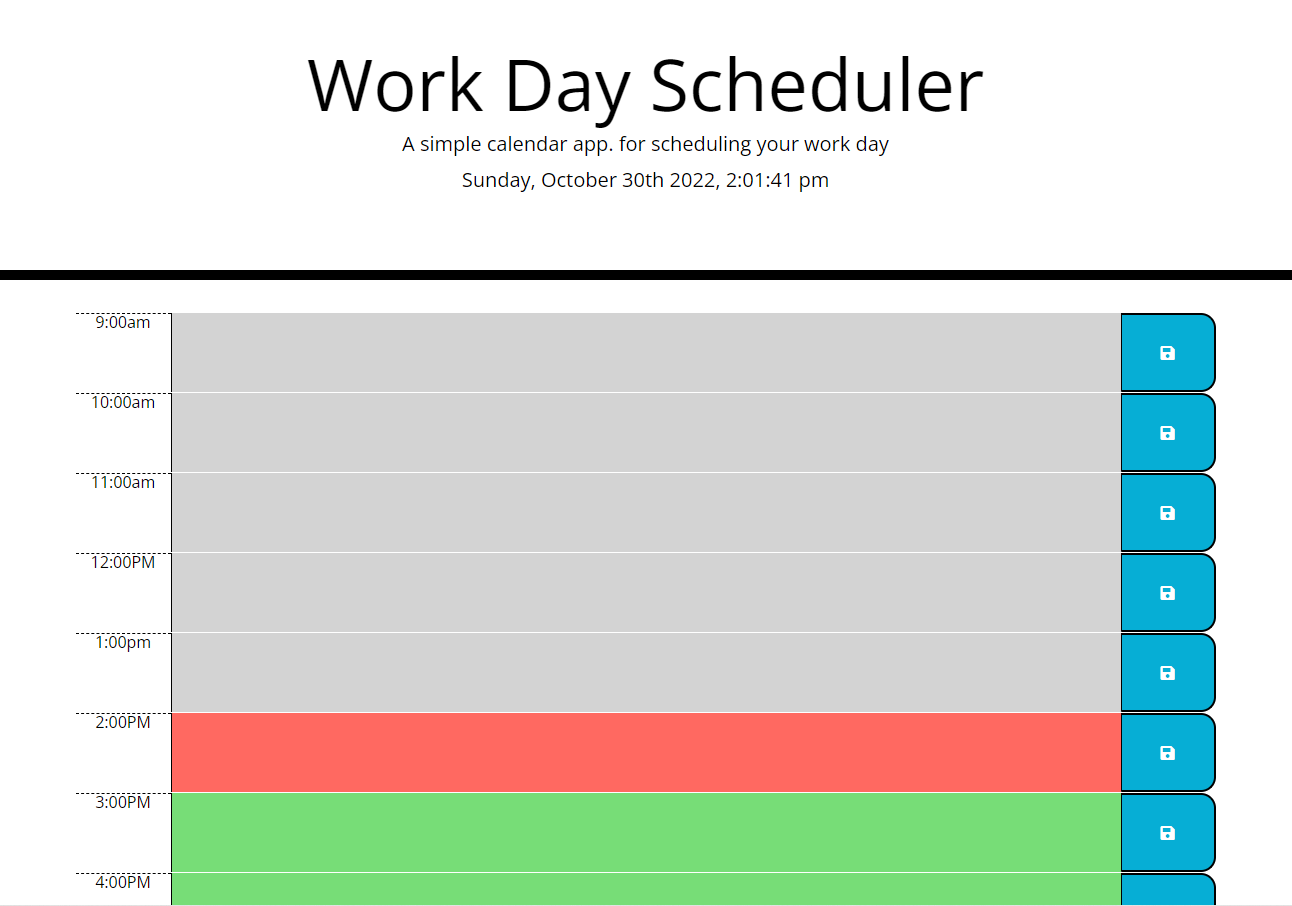 Work Day Scheduler
A simple calendar app. for scheduling your work day
Sunday, October 30th 2022, 2:01:41 pm
9:00am
10:00am
11:00am
12:00PM
1:00pm
2:00PM
3:00PM
4:00PM